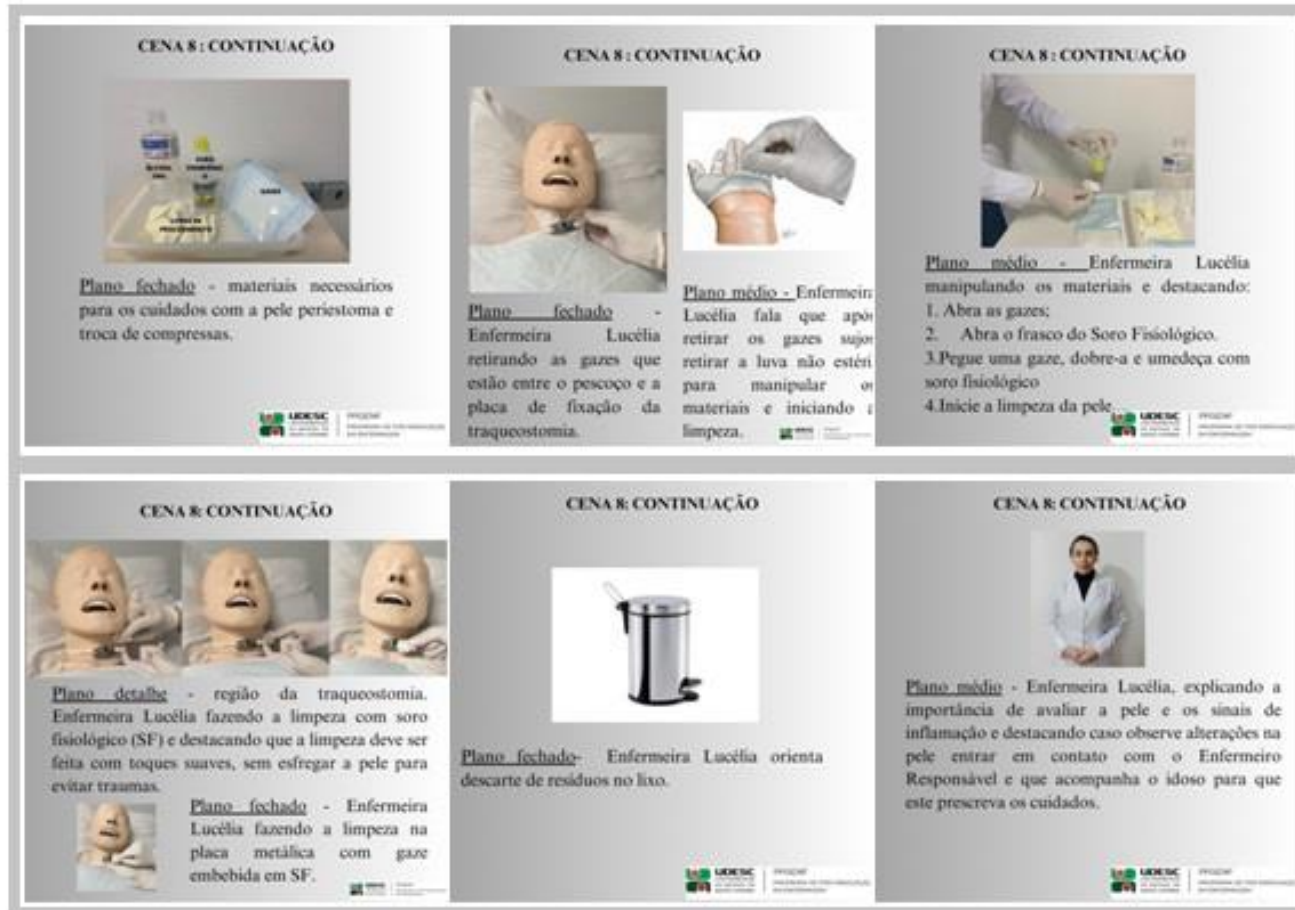 CENA 8 : CONTINUAÇÃO
GAZES
LUVAS DE
PROCEDIMENTO
Plano fechado - materiais necessários
para os cuidados com a pele periestoma e
troca de compressas.
UDESC
CENA 8 : CONTINUAÇÃO
Plano fechado -
Enfermeira Lucélia
retirando as gazes que
estão entre o pescoço e a
placa de fixação da
traqueostomia.
Plano médio - Enfermeira
Lucélia fala que após
retirar os gazes sujos
retirar a luva não estéri
para manipular os
materiais e iniciando a
limpeza.
UDESC
CENA 8 : CONTINUAÇÃO
Plano médio - Enfermeira Lucélia
manipulando os materiais e destacando:
1. Abra as gazes;
2. Abra o frasco do Soro Fisiológico.
3.Pegue uma gaze, dobre-a e umedeça com
soro fisiológico
4.Inicie a limpeza da pele
UDESC
CENA 8: CONTINUAÇÃO
Plano detalhe - região da traqueostomia.
Enfermeira Lucélia fazendo a limpeza com soro
fisiológico (SF) e destacando que a limpeza deve ser
feita com toques suaves, sem esfregar a pele para
evitar traumas.
Plano fechado - Enfermeira
Lucélia fazendo a limpeza na
placa metálica com gaze
embebida em SF.
CENA 8: CONTINUAÇÃO
Plano fechado- Enfermeira Lucélia orienta
descarte de resíduos no lixo.
UDESC
CENA 8: CONTINUAÇÃO
Plano médio - Enfermeira Lucélia, explicando a
importância de avaliar a pele e os sinais de
inflamação e destacando caso observe alterações na
pele entrar em contato com o Enfermeiro
Responsável e que acompanha o idoso para que
este prescreva os cuidados.
UDESC